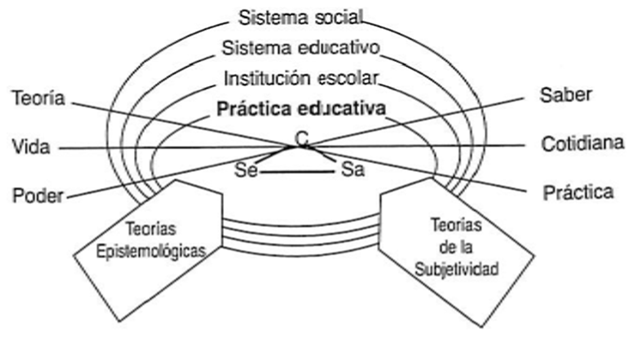 Sistema social
Sistema educativo
Institución escolar
Práctica educativa
Teoría
Saber
C
Vida
Cotidiana
Se
Sa
Poder
Práctica
Teorías
Epistemológicas
Teorías
de la
Subjetividad